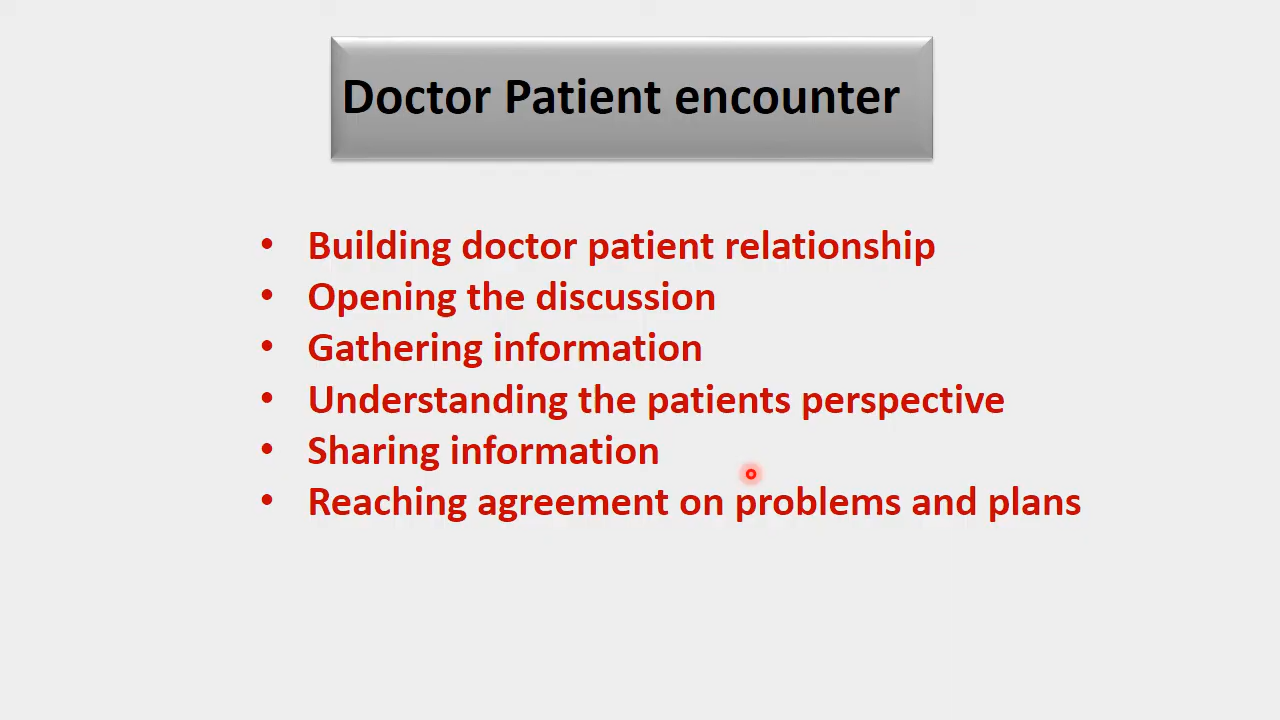 Doctor Patient encounter
• Building doctor patient relationship
• Opening the discussion
• Gathering information
• Understanding the patients perspective
• Sharing information
• Reaching agreement on problems and plans